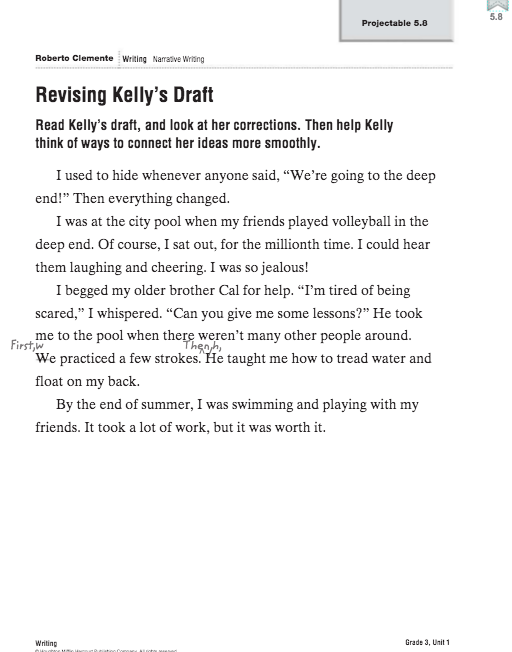 Projectable 5.8
5.8
Roberto Clemente Writing Narrative Writing
Revising Kelly's Draft
Read Kelly's draft, and look at her corrections. Then help Kelly
think of ways to connect her ideas more smoothly.
I used to hide whenever anyone said, “We're going to the deep
end!” Then everything changed.
I was at the city pool when my friends played volleyball in the
deep end. Of course, I sat out, for the millionth time. I could hear
them laughing and cheering. I was so jealous!
I begged my older brother Cal for help. “I'm tired of being
scared,” I whispered. “Can you give me some lessons?” He took
me to the pool when there weren't many other people around.
First, w Then, h
We practiced a few strokes. He taught me how to tread water and
float on my back.
By the end of summer, I was swimming and playing with my
friends. It took a lot of work, but it was worth it.
Writing Grade 3, Unit 1
© Houghton Mifflin Harcourt Publishing Company. All rights reserved.